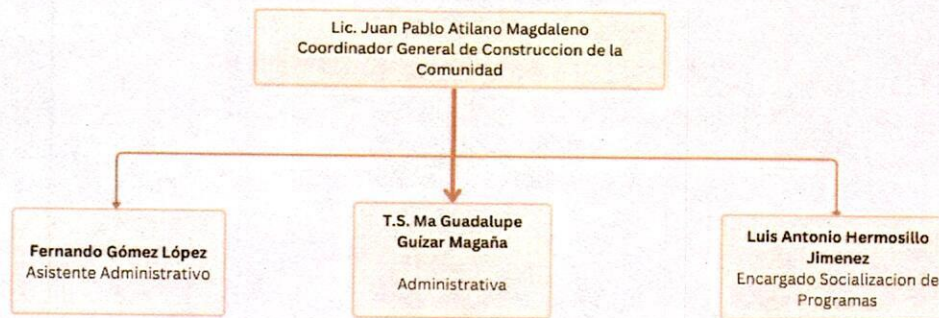 Lic. Juan Pablo Atilano Magdaleno
Coordinador General de Construccion de la
Comunidad
Fernando Gómez López
Asistente Administrativo
T.S. Ma Guadalupe
Guízar Magaña
Administrativa
Luis Antonio Hermosillo
Jimenez
Encargado Socializacion de
Programas